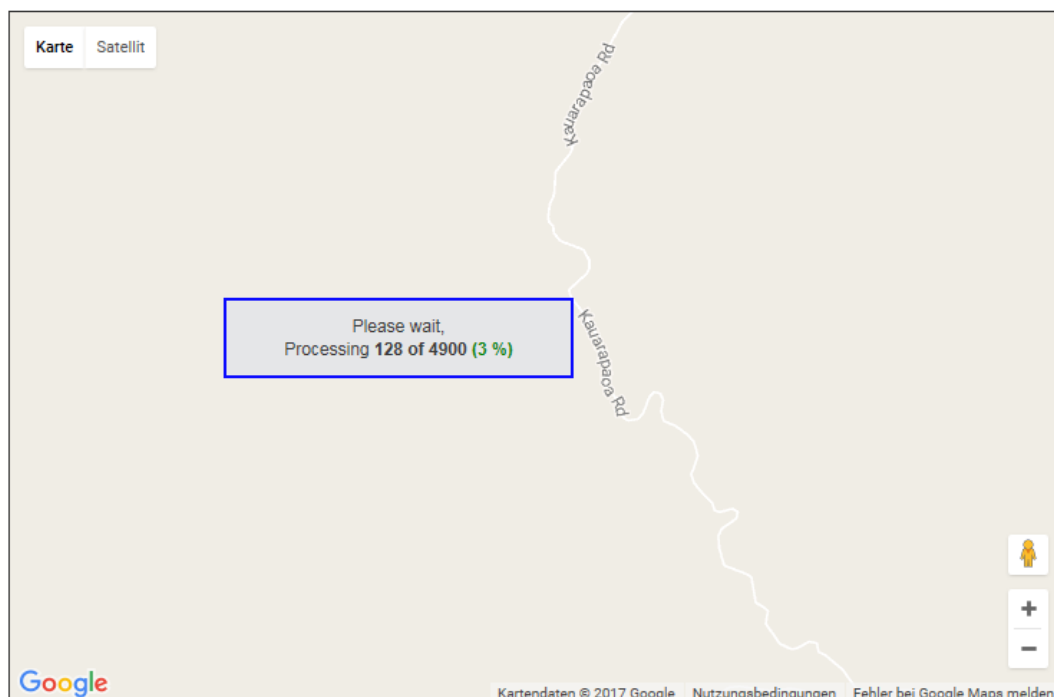 Karte Satellit
Kauarapaoa Rd
Please wait,
Processing 128 of 4900 (3 %)
Kauarapaoa Rd
Google
Kartendaten © 2017 Google Nutzungsbedingungen Fehler bei Google Maps melden